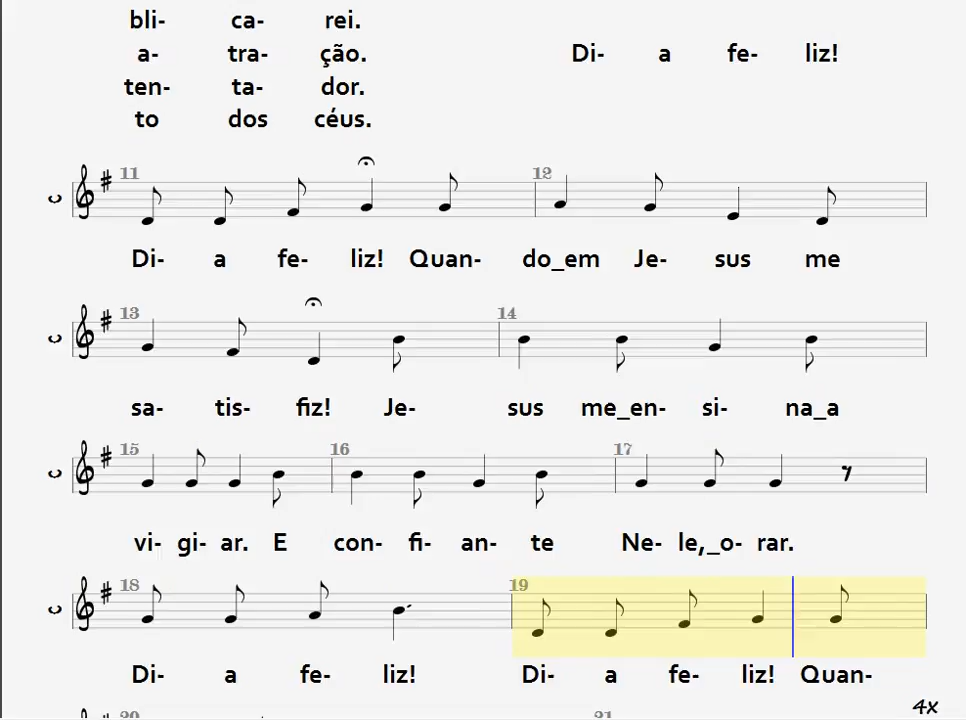 bli- ca- rei.
a- tra- ção. Di- a fe- liz!
ten- ta- dor.
to dos céus.
11 12
Di- a fe- liz! Quan- do_em Je- sus me
13 14
sa- tis- fiz! Je- sus me_en- si- na_a
15 16 17
vi- gi- ar. E con- fi- an- te Ne- le,_o- rar.
18 19
Di- a fe- liz! Di- a fe- liz! Quan-
4x
20 21